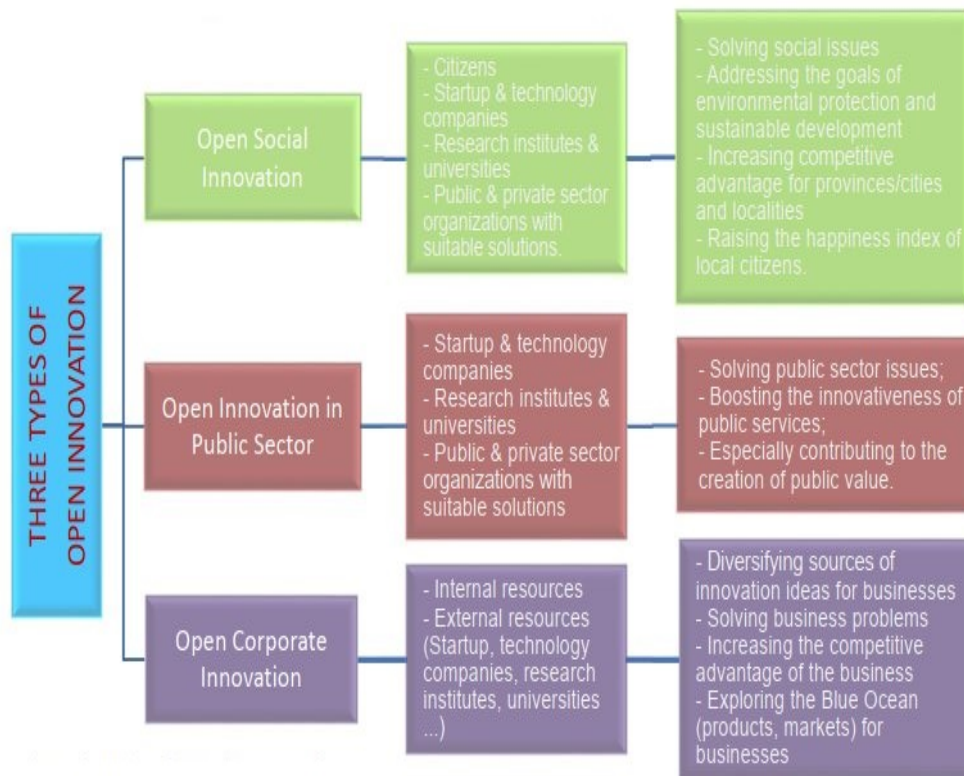 THREE TYPES OF
OPEN INNOVATION
Open Social
Innovation
- Citizens
- Startup & technology
companies
- Research institutes &
universities
- Public & private sector
organizations with
suitable solutions.
- Solving social issues
- Addressing the goals of
environmental protection and
sustainable development
- Increasing competitive
advantage for provinces/cities
and localities
- Raising the happiness index of
local citizens.
Open Innovation in
Public Sector
- Startup & technology
companies
- Research institutes &
universities
- Public & private sector
organizations with
suitable solutions
- Solving public sector issues;
- Boosting the innovativeness of
public services;
- Especially contributing to the
creation of public value.
Open Corporate
Innovation
- Internal resources
- External resources
(Startup, technology
companies, research
institutes, universities
...)
- Diversifying sources of
innovation ideas for businesses
- Solving business problems
- Increasing the competitive
advantage of the business
- Exploring the Blue Ocean
(products, markets) for
businesses